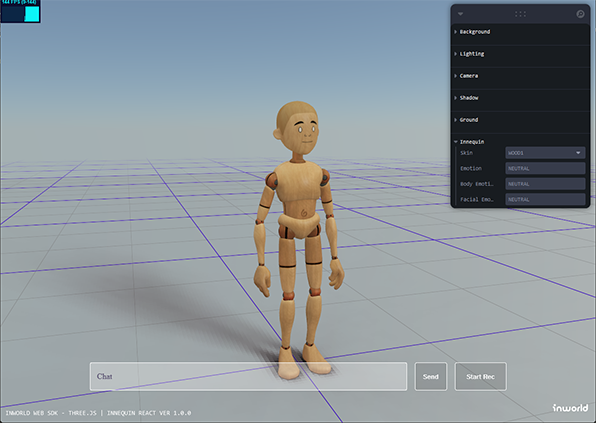 144 FPS (0-144)
Background
Lighting
Camera
Shadow
Ground
Innequin
Skin WOOD1
Emotion NEUTRAL
Body Emoti… NEUTRAL
Facial Emo… NEUTRAL
Chat Send Start Rec
INWORLD WEB SDK - THREE.JS | INNEQUIN REACT VER 1.0.0
inworld